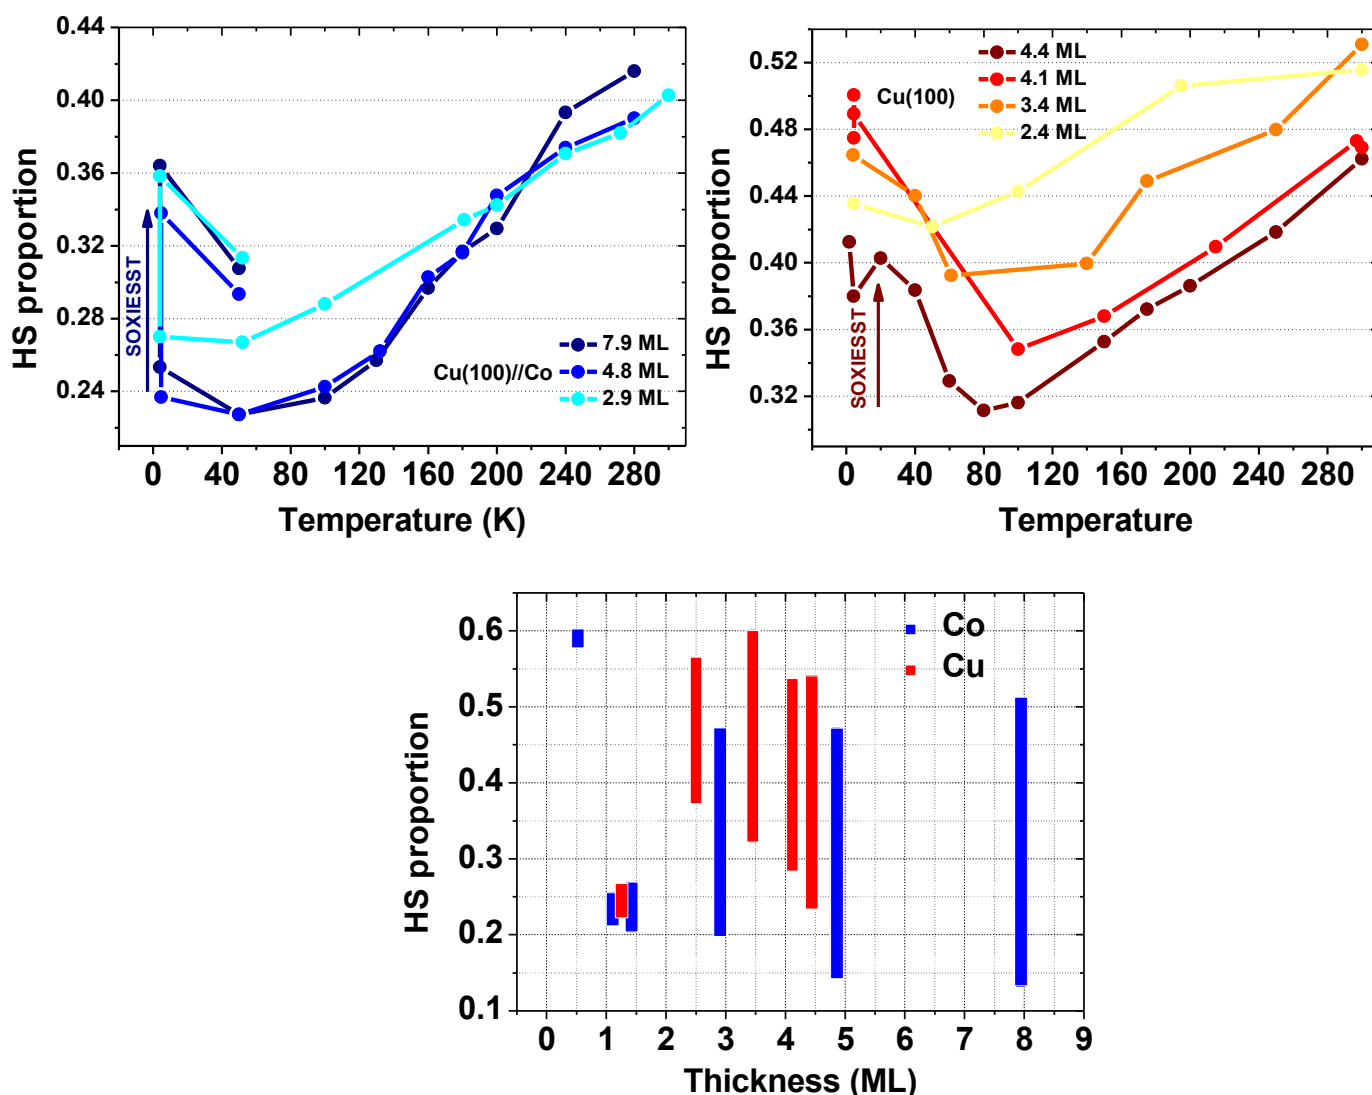 0.44
0.40
0.36
0.32
0.28
0.24
HS proportion
SOXIESST
Cu(100)//Co
7.9 ML
4.8 ML
2.9 ML
0 40 80 120 160 200 240 280
Temperature (K)
0.52
0.48
0.44
0.40
0.36
0.32
HS proportion
Cu(100)
4.4 ML
4.1 ML
3.4 ML
2.4 ML
SOXIESST
0 40 80 120 160 200 240 280
Temperature
0.6
0.5
0.4
0.3
0.2
0.1
HS proportion
Co
Cu
0 1 2 3 4 5 6 7 8 9
Thickness (ML)